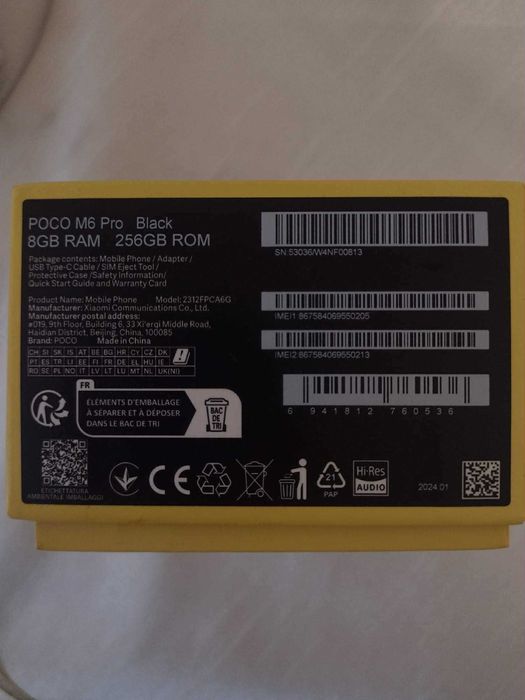 POCO M6 Pro Black
8GB RAM 256GB ROM
Package contents: Mobile Phone / Adapter /
USB Type-C Cable / SIM Eject Tool /
Protective Case /Safety Information/
Quick Start Guide and Warranty Card
Product Name: Mobile Phone Model: 2312FPCA6G
Manufacturer: Xiaomi Communications Co., Ltd.
Manufacturer postal address:
#019, 9th Floor, Building 6, 33 Xi'erqi Middle Road,
Haidian District, Beijing, China, 100085
Brand: POCO Made in China
CH SI SK IS AT BE BG HR CY CZ DK
PT ES TR LI EE FI FR DE EL HU IE
RO SE PL NO IT LV LT LU MT NL UK(NI)
FR
ÉLÉMENTS D'EMBALLAGE
À SÉPARER ET À DÉPOSER
DANS LE BAC DE TRI
BAC
DE
TRI
ETICHETTATURA
AMBIENTALE IMBALLAGGI
SN:53036/W4NF00813
IMEI1:867584069550205
IMEI2:867584069550213
6 941812 760536
CE
21
PAP
Hi-Res
AUDIO
2024.01